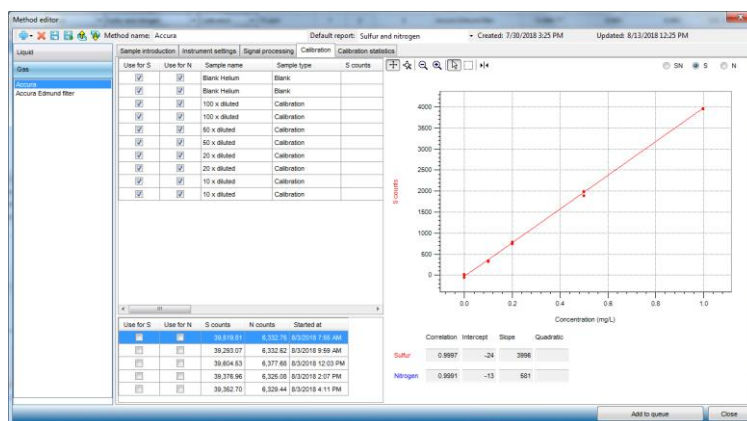 Method editor
Method name: Accura Default report: Sulfur and nitrogen Created: 7/30/2018 3:25 PM Updated: 8/13/2018 12:25 PM
Liquid
Gas
Accura
Accura Edmund filter
Sample introduction Instrument settings Signal processing Calibration Calibration statistics
Use for S Use for N Sample name Sample type S counts
Blank Helium Blank
Blank Helium Blank
100 x diluted Calibration
100 x diluted Calibration
50 x diluted Calibration
50 x diluted Calibration
20 x diluted Calibration
20 x diluted Calibration
10 x diluted Calibration
10 x diluted Calibration
Use for S Use for N S counts N counts Started at
39,519.81 6,332.76 8/3/2018 7:55 AM
39,293.07 6,332.62 8/3/2018 9:59 AM
39,604.53 6,377.68 8/3/2018 12:03 PM
39,376.96 6,326.08 8/3/2018 2:07 PM
39,362.70 6,329.44 8/3/2018 4:11 PM
SN S N
4000
3500
3000
2500
2000
1500
1000
500
0
S counts
0.0 0.2 0.4 0.6 0.8 1.0
Concentration (mg/L)
Correlation Intercept Slope Quadratic
Sulfur 0.9997 -24 3996
Nitrogen 0.9991 -13 581
Add to queue Close